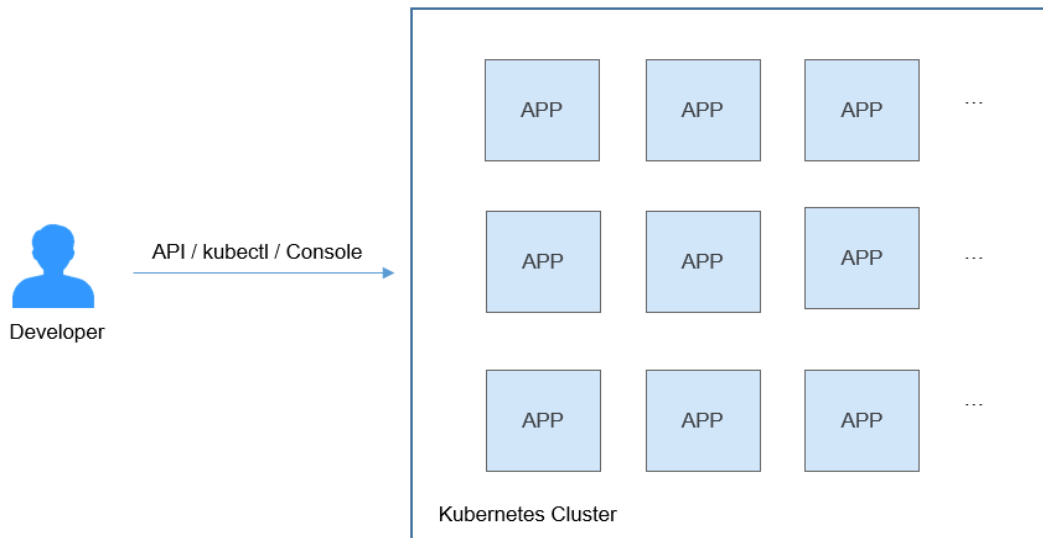 APP APP APP ...
API / kubectl / Console
APP APP APP ...
Developer
APP APP APP ...
Kubernetes Cluster